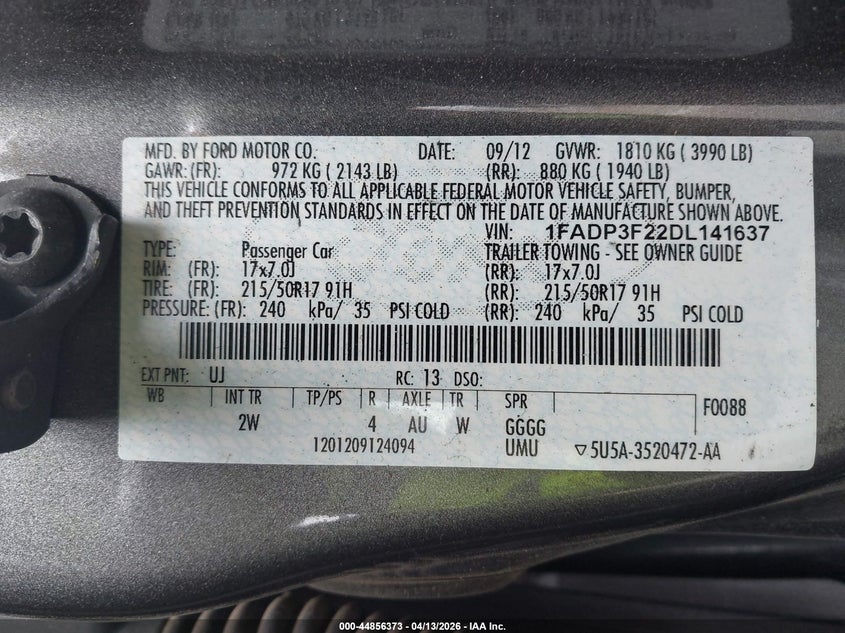 MFD. BY FORD MOTOR CO. DATE: 09/12 GVWR: 1810 KG ( 3990 LB)
GAWR: (FR): 972 KG ( 2143 LB) (RR): 880 KG ( 1940 LB)
THIS VEHICLE CONFORMS TO ALL APPLICABLE FEDERAL MOTOR VEHICLE SAFETY, BUMPER,
AND THEFT PREVENTION STANDARDS IN EFFECT ON THE DATE OF MANUFACTURE SHOWN ABOVE.
VIN: 1FADP3F22DL141637
TYPE: Passenger Car TRAILER TOWING - SEE OWNER GUIDE
RIM: (FR): 17x7.0J (RR): 17x7.0J
TIRE: (FR): 215/50R17 91H (RR): 215/50R17 91H
PRESSURE: (FR): 240 kPa/ 35 PSI COLD (RR): 240 kPa/ 35 PSI COLD
EXT PNT: UJ RC: 13 DSO:
WB INT TR TP/PS R AXLE TR SPR F0088
2W 4 AU W GGGG
1201209124094 UMU ▽5U5A-3520472-AA
000-44856373 - 04/13/2026 - IAA Inc.